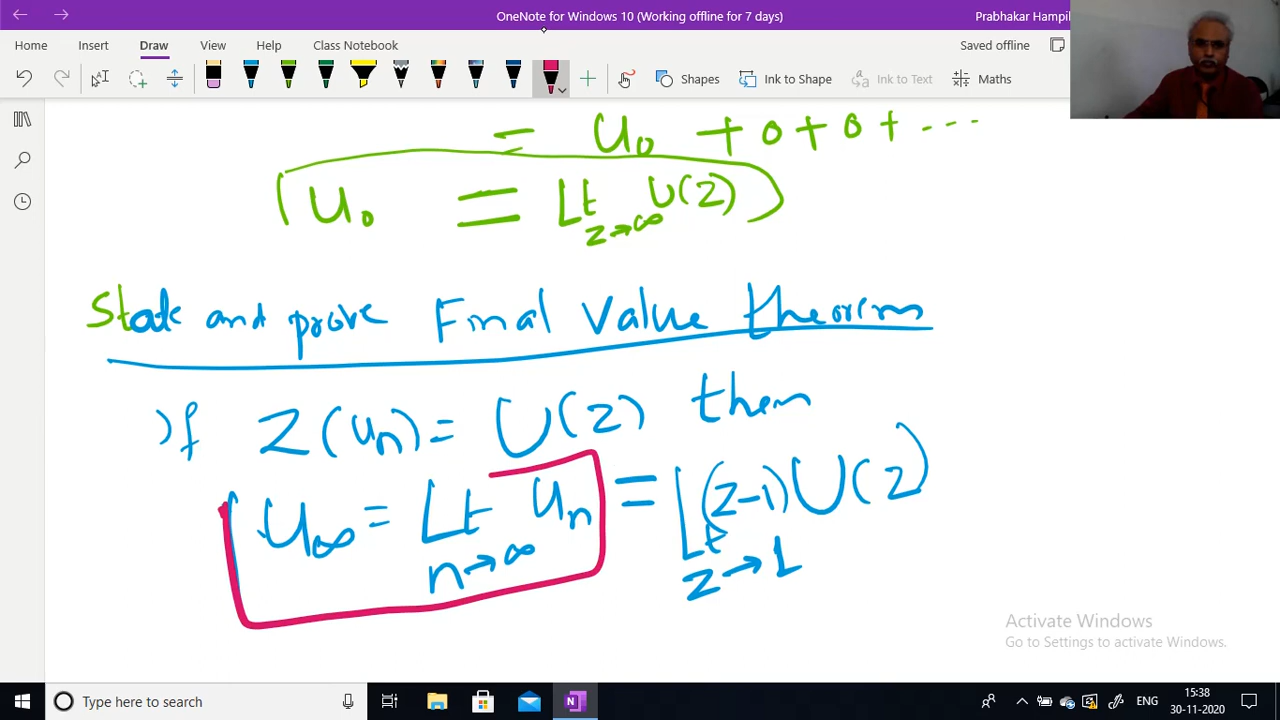 OneNote for Windows 10 (Working offline for 7 days)
Prabhakar Hampil
Home Insert Draw View Help Class Notebook
Saved offline
Shapes Ink to Shape Ink to Text Maths
= u₀ + 0 + 0 + ...
u₀ = Lt z→∞ U(z)
State and prove Final Value theorem
If Z(uₙ) = U(z) then
u∞ = Lt n→∞ uₙ = Lt z→1 (z-1)U(z)
Activate Windows
Go to Settings to activate Windows.
Type here to search
ENG
15:38
30-11-2020